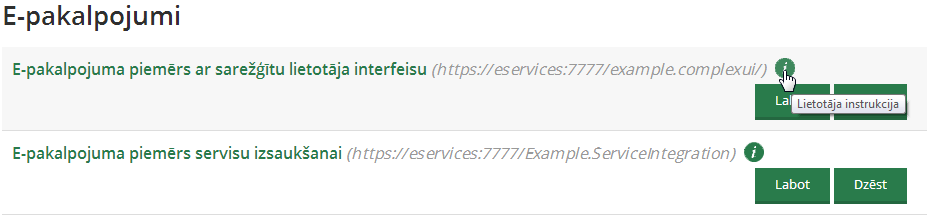 E-pakalpojumi
E-pakalpojuma piemērs ar sarežģītu lietotāja interfeisu (https://eservices:7777/example.complexui/) i
Lietotāja instrukcija
E-pakalpojuma piemērs servisu izsaukšanai (https://eservices:7777/Example.ServiceIntegration) i
Labot Dzēst